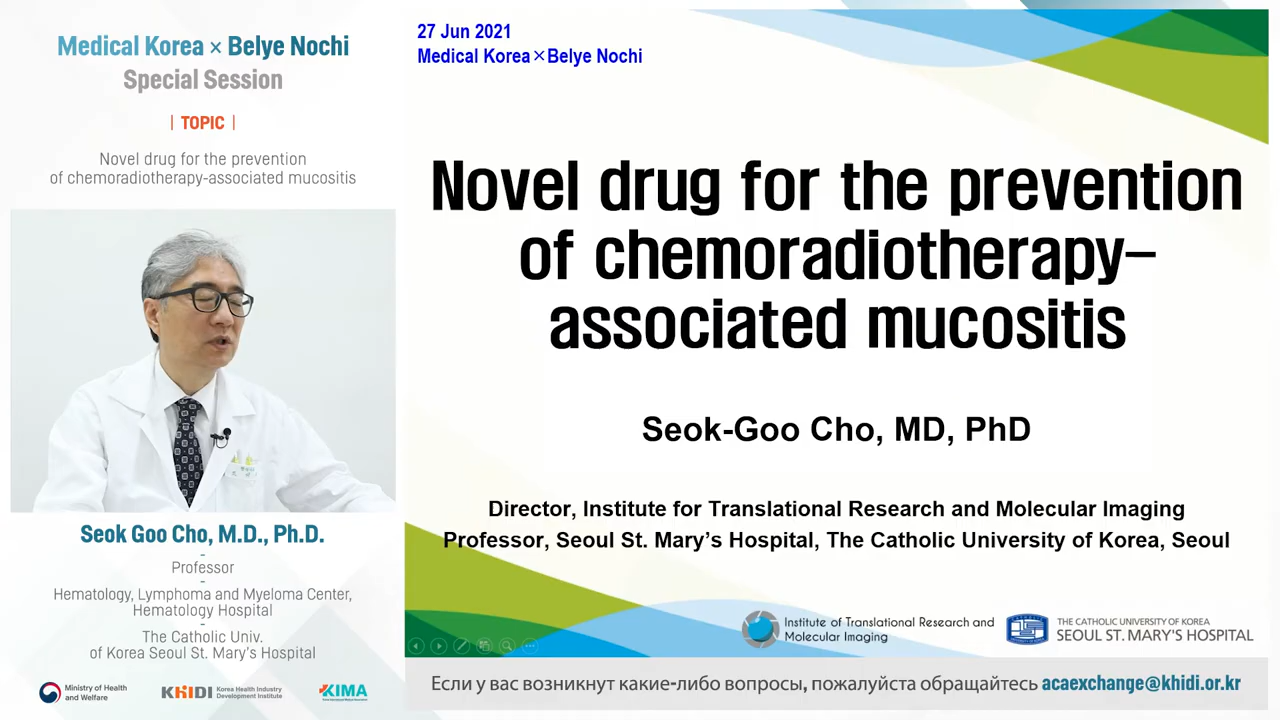 Medical Korea × Belye Nochi
Special Session
| TOPIC |
Novel drug for the prevention
of chemoradiotherapy-associated mucositis
Seok Goo Cho, M.D., Ph.D.
-
Professor
-
Hematology, Lymphoma and Myeloma Center,
Hematology Hospital
-
The Catholic Univ.
of Korea Seoul St. Mary's Hospital
Ministry of Health
and Welfare
KHIDI Korea Health Industry
Development Institute
KIMA
27 Jun 2021
Medical Korea×Belye Nochi
Novel drug for the prevention
of chemoradiotherapy-
associated mucositis
Seok-Goo Cho, MD, PhD
Director, Institute for Translational Research and Molecular Imaging
Professor, Seoul St. Mary's Hospital, The Catholic University of Korea, Seoul
Institute of Translational Research and
Molecular Imaging
THE CATHOLIC UNIVERSITY OF KOREA
SEOUL ST. MARY'S HOSPITAL
Если у вас возникнут какие-либо вопросы, пожалуйста обращайтесь acaexchange@khidi.or.kr